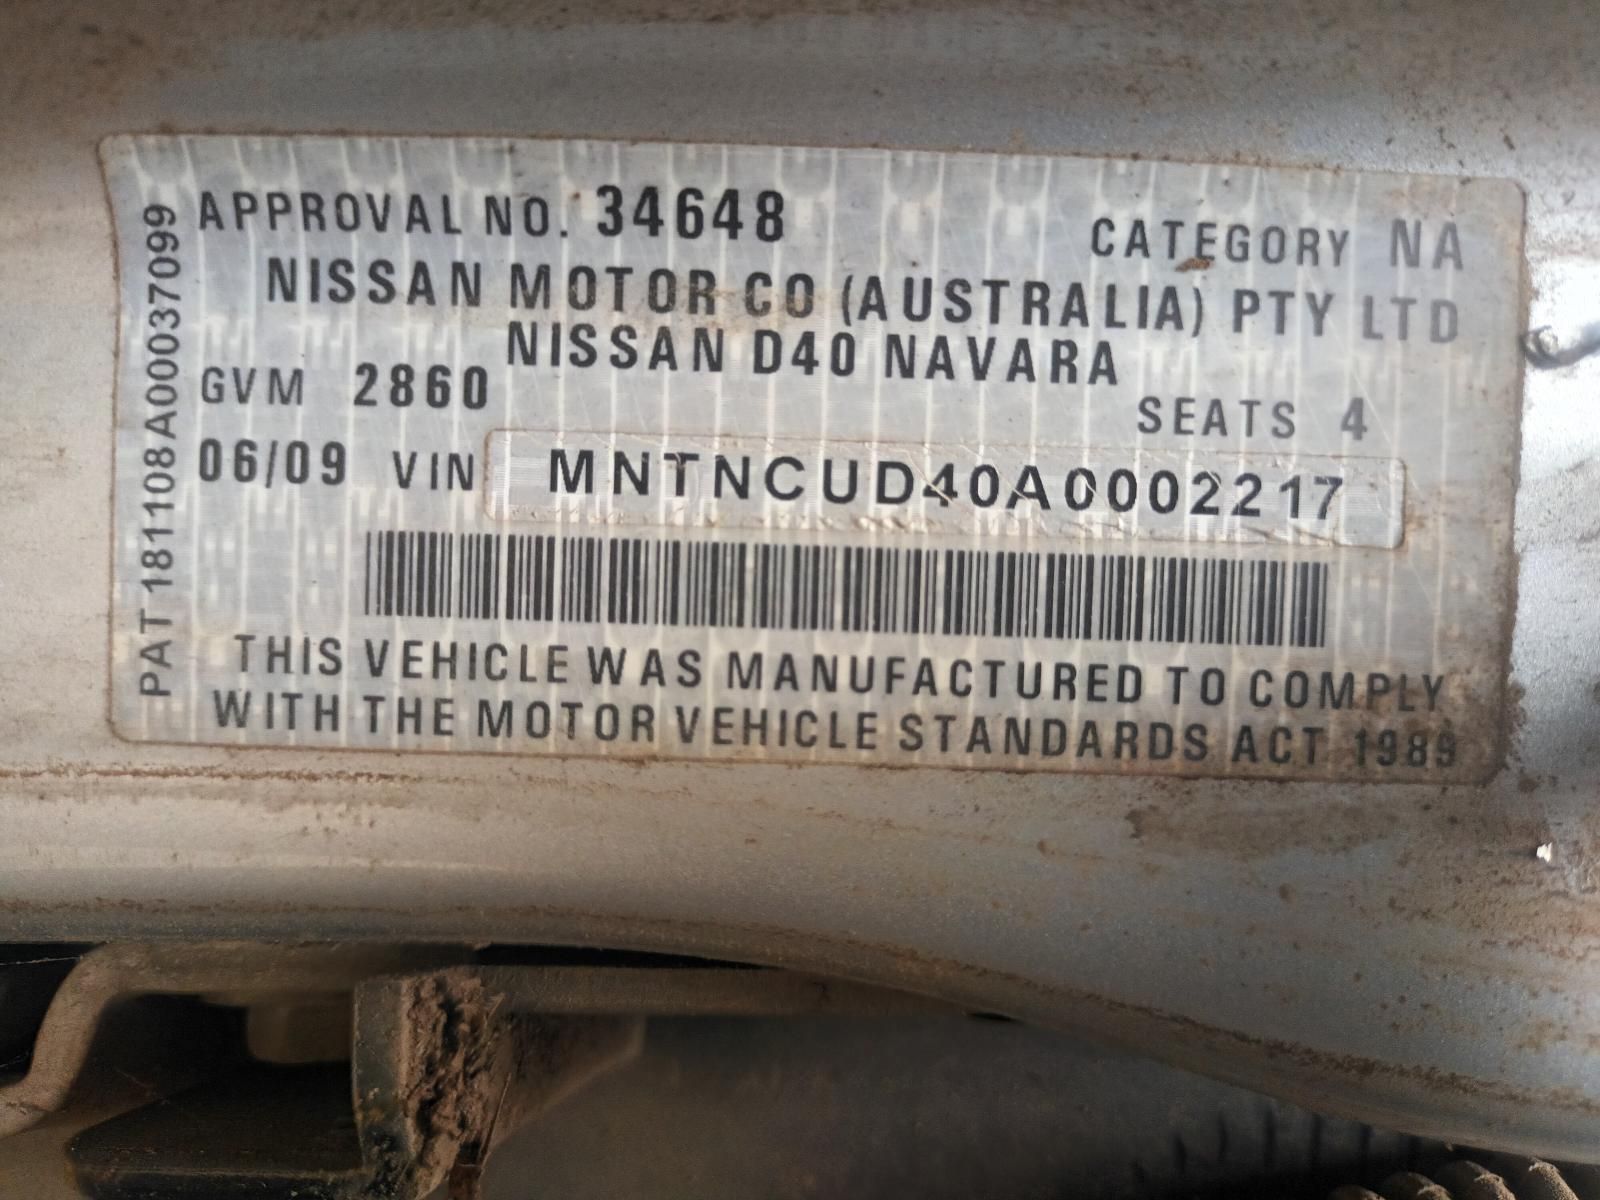 APPROVAL NO. 34648 CATEGORY NA
NISSAN MOTOR CO (AUSTRALIA) PTY LTD
NISSAN D40 NAVARA
GVM 2860 SEATS 4
06/09 VIN MNTNCUD40A0002217
THIS VEHICLE WAS MANUFACTURED TO COMPLY
WITH THE MOTOR VEHICLE STANDARDS ACT 1989
PAT 181108A00037099